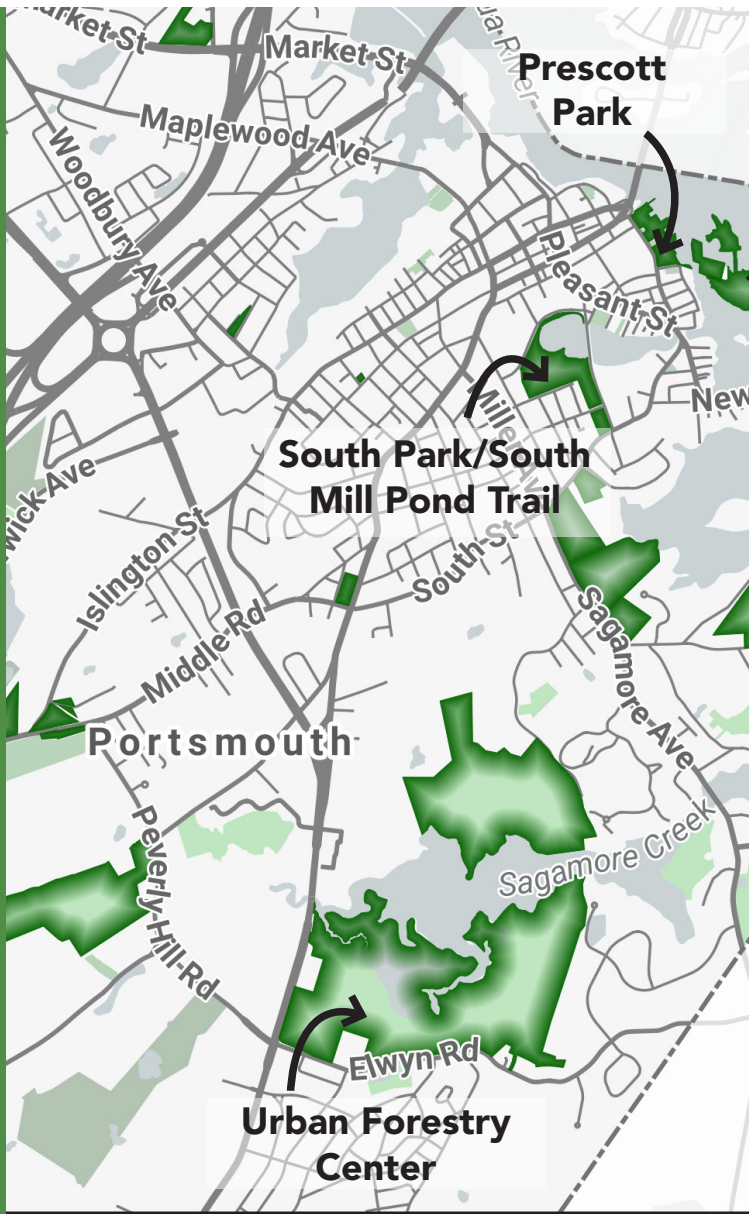 Market St
Market St
Prescott
Park
Maplewood Ave
Woodbury Ave
Pleasant St
New
South Park/South
Mill Pond Trail
wick Ave
Islington St
South St
Middle Rd
Sagamore Ave
Portsmouth
Peverly Hill Rd
Sagamore Creek
Elwyn Rd
Urban Forestry
Center